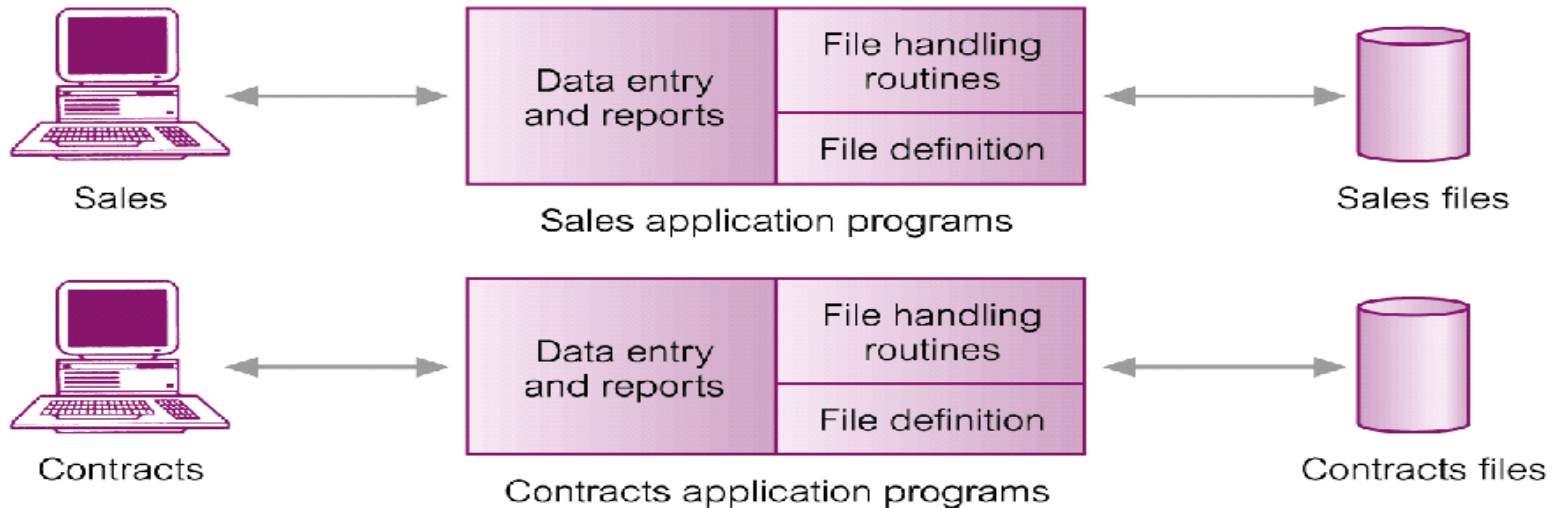 Sales
Data entry
and reports
File handling
routines
File definition
Sales application programs
Sales files
Contracts
Data entry
and reports
File handling
routines
File definition
Contracts application programs
Contracts files